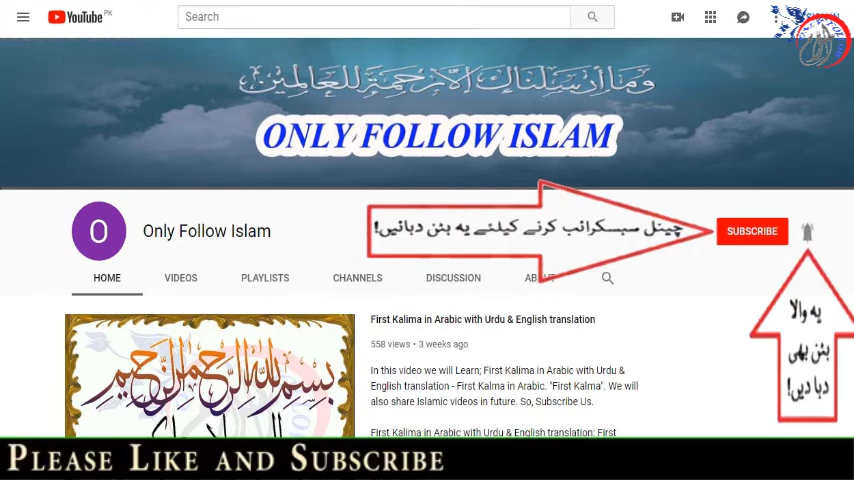 YouTube PK
Search
وما أرسلناك إلا رحمة للعالمين
ONLY FOLLOW ISLAM
O
Only Follow Islam
چینل سبسکرائب کرنے کیلئے یہ بٹن دبائیں!
SUBSCRIBE
HOME VIDEOS PLAYLISTS CHANNELS DISCUSSION
یہ والا
بٹن بھی
دبا دیں!
First Kalima in Arabic with Urdu & English translation
558 views • 3 weeks ago
In this video we will Learn; First Kalima in Arabic with Urdu &
English translation - First Kalma in Arabic. "First Kalma". We will
also share Islamic videos in future. So, Subscribe Us.
First Kalima in Arabic with Urdu & English translation: First
بسم الله الرحمن الرحيم
PLEASE LIKE AND SUBSCRIBE